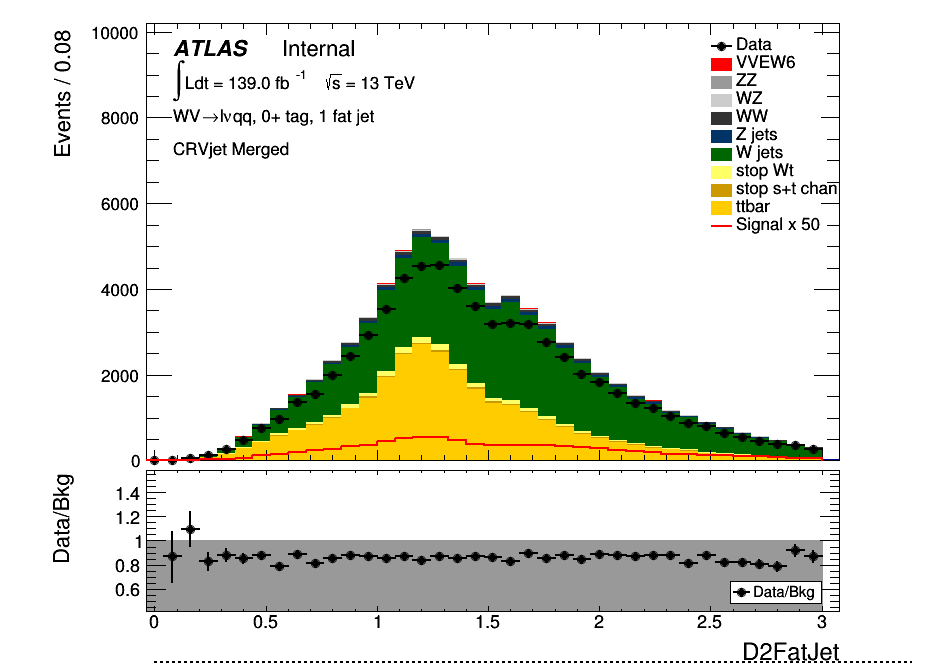 Events / 0.08
10000
8000
6000
4000
2000
0
ATLAS Internal
∫Ldt = 139.0 fb⁻¹ √s = 13 TeV
WV→lνqq, 0+ tag, 1 fat jet
CRVjet Merged
Data
VVEW6
ZZ
WZ
WW
Z jets
W jets
stop Wt
stop s+t chan
ttbar
Signal x 50
Data/Bkg
1.4
1.2
1
0.8
0.6
Data/Bkg
0 0.5 1 1.5 2 2.5 3
D2FatJet